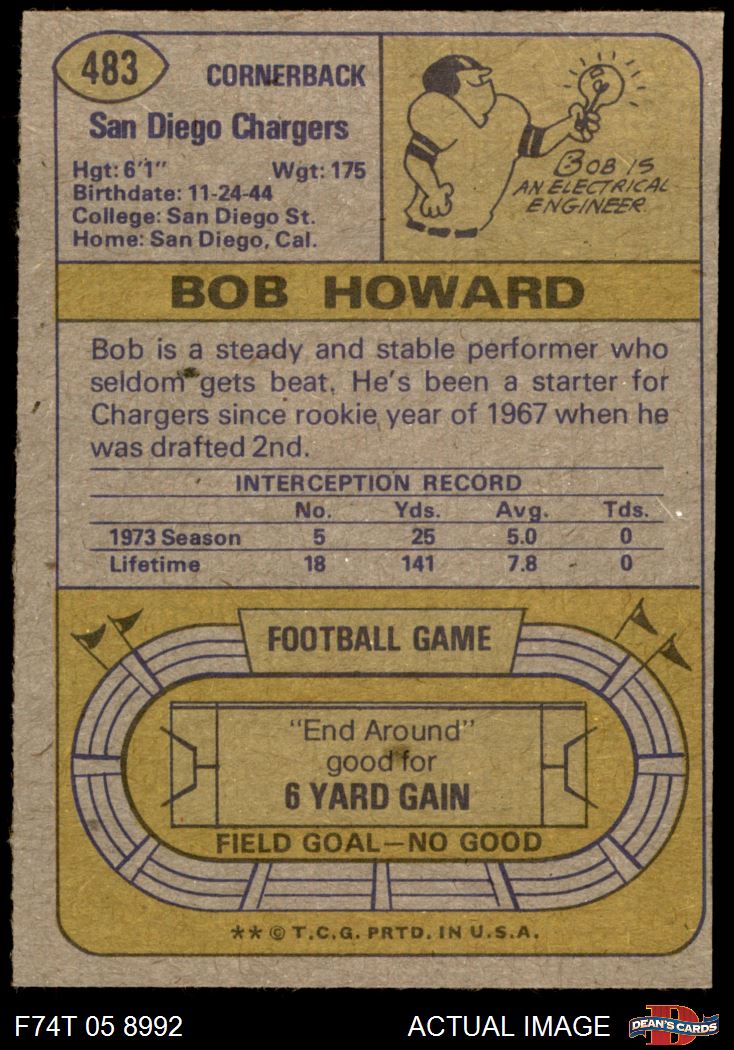 483
CORNERBACK
San Diego Chargers
Hgt: 6'1" Wgt: 175
Birthdate: 11-24-44
College: San Diego St.
Home: San Diego, Cal.
BOB IS
AN ELECTRICAL
ENGINEER.
BOB HOWARD
Bob is a steady and stable performer who
seldom gets beat. He's been a starter for
Chargers since rookie year of 1967 when he
was drafted 2nd.
INTERCEPTION RECORD
No. Yds. Avg. Tds.
1973 Season 5 25 5.0 0
Lifetime 18 141 7.8 0
FOOTBALL GAME
"End Around"
good for
6 YARD GAIN
FIELD GOAL—NO GOOD
** © T.C.G. PRTD. IN U.S.A.
F74T 05 8992 ACTUAL IMAGE
D
DEAN'S CARDS